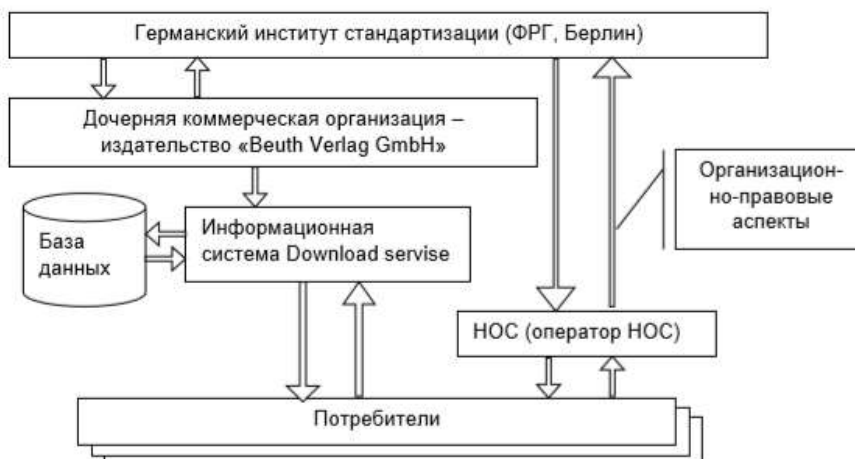 Германский институт стандартизации (ФРГ, Берлин)
Дочерняя коммерческая организация –
издательство «Beuth Verlag GmbH»
Организацион-
но-правовые
аспекты
База
данных
Информационная
система Download servise
НОС (оператор НОС)
Потребители